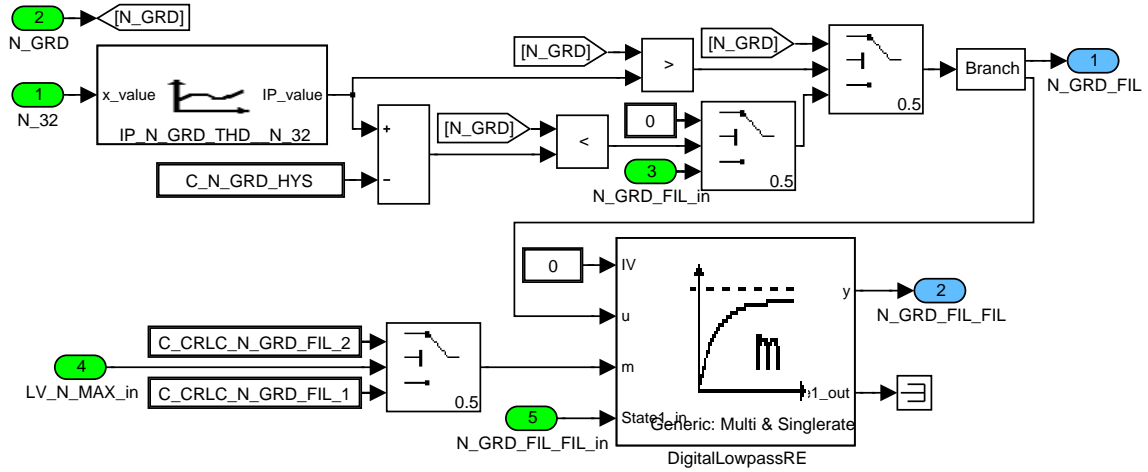 2
N_GRD
[N_GRD]
1
N_32
x_value
IP_value
IP_N_GRD_THD__N_32
C_N_GRD_HYS
+
−
[N_GRD]
>
[N_GRD]
0.5
Branch
1
N_GRD_FIL
[N_GRD]
<
0
3
N_GRD_FIL_in
0.5
0
IV
u
m
State1_in
y
e1_out
Generic: Multi & Singlerate
DigitalLowpassRE
m
2
N_GRD_FIL_FIL
C_CRLC_N_GRD_FIL_2
4
LV_N_MAX_in
C_CRLC_N_GRD_FIL_1
0.5
5
N_GRD_FIL_FIL_in